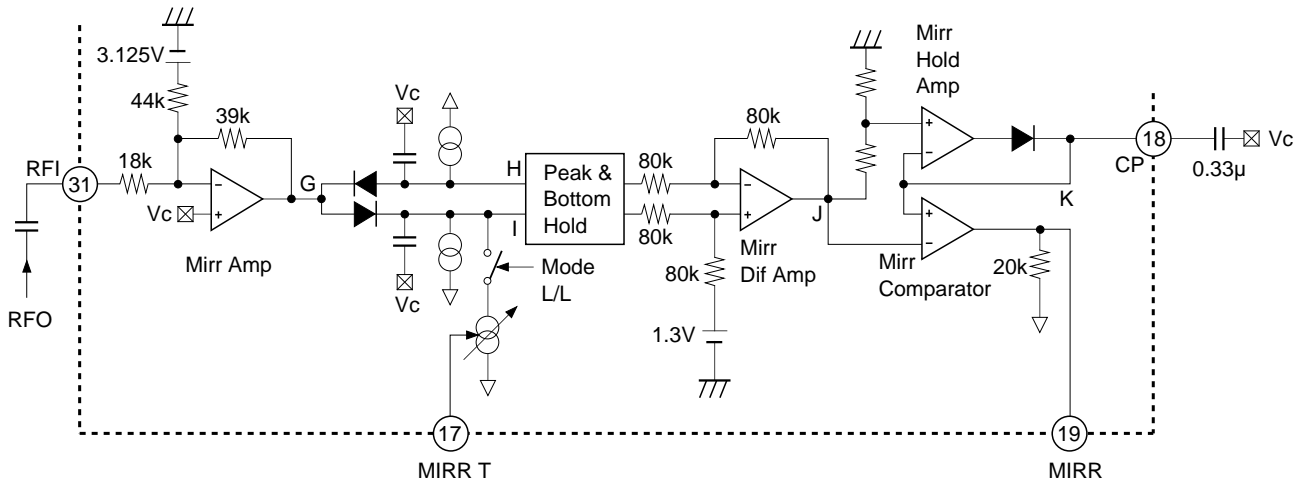 3.125V
44k
39k
RFI
31
18k
Vc
Mirr Amp
RFO
G
Vc
Vc
H
I
Peak &
Bottom
Hold
Mode
L/L
17
MIRR T
80k
80k
80k
80k
1.3V
Mirr
Dif Amp
J
Mirr
Hold
Amp
K
Mirr
Comparator
20k
18
CP
0.33µ
Vc
19
MIRR
+
−
+
−
+
−
+
−